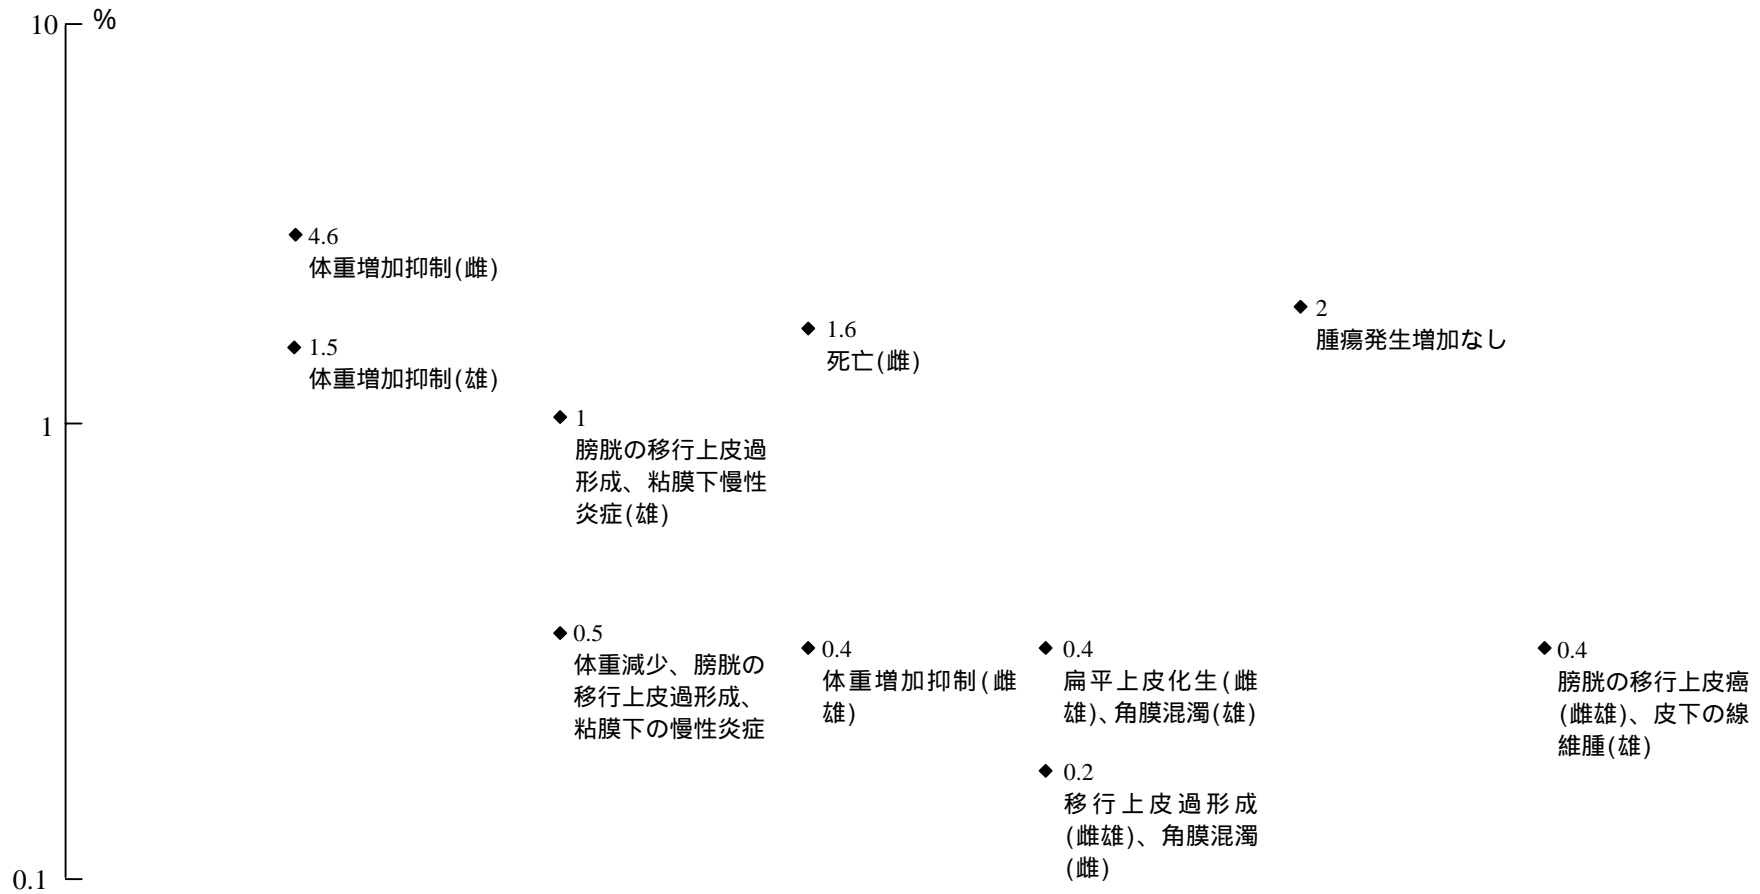 10 %
4.6
体重増加抑制(雌)
1.5
体重増加抑制(雄)
1
1
膀胱の移行上皮過
形成、粘膜下慢性
炎症(雄)
0.5
体重減少、膀胱の
移行上皮過形成、
粘膜下の慢性炎症
1.6
死亡(雌)
0.4
体重増加抑制(雌
雄)
0.4
扁平上皮化生(雌
雄)、角膜混濁(雄)
0.2
移行上皮過形成
(雌雄)、角膜混濁
(雌)
2
腫瘍発生増加なし
0.4
膀胱の移行上皮癌
(雌雄)、皮下の線
維腫(雄)
0.1